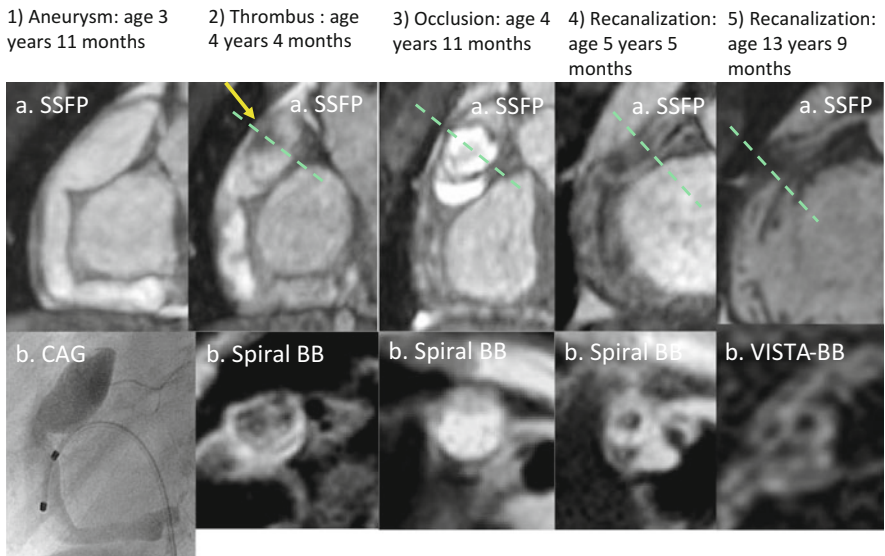 1) Aneurysm: age 3
years 11 months
2) Thrombus : age
4 years 4 months
3) Occlusion: age 4
years 11 months
4) Recanalization:
age 5 years 5
months
5) Recanalization:
age 13 years 9
months
a. SSFP
a. SSFP
a. SSFP
a. SSFP
a. SSFP
b. CAG
b. Spiral BB
b. Spiral BB
b. Spiral BB
b. VISTA-BB